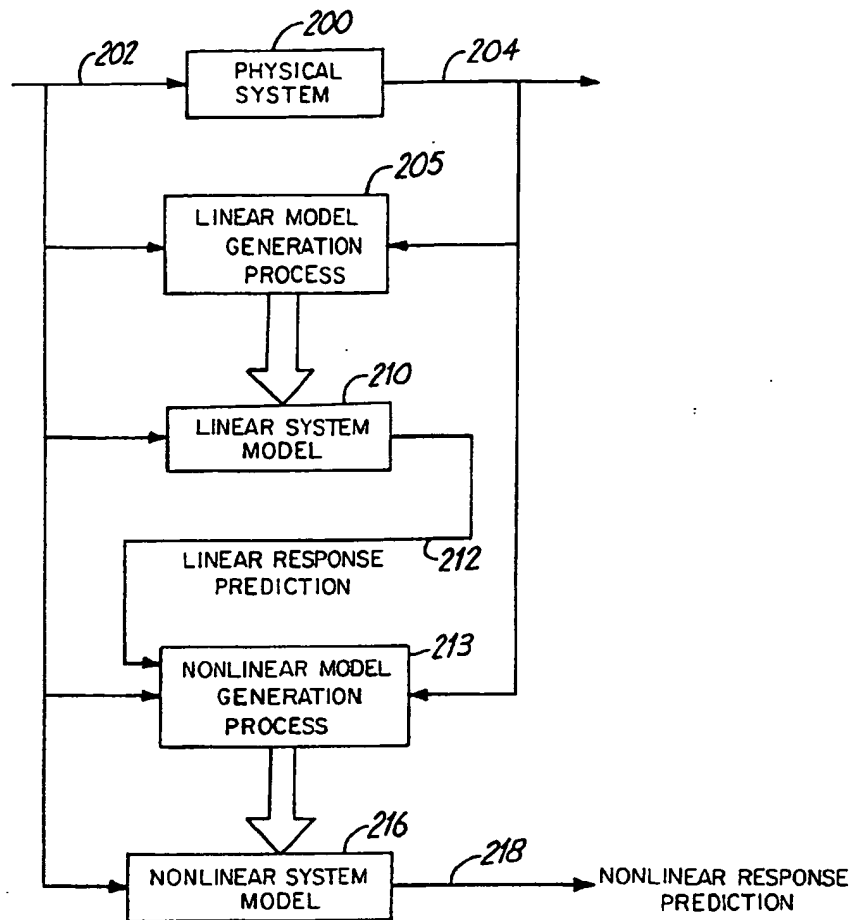 200
202
204
PHYSICAL
SYSTEM
205
LINEAR MODEL
GENERATION
PROCESS
210
LINEAR SYSTEM
MODEL
LINEAR RESPONSE
PREDICTION
212
213
NONLINEAR MODEL
GENERATION
PROCESS
216
NONLINEAR SYSTEM
MODEL
218
NONLINEAR RESPONSE
PREDICTION